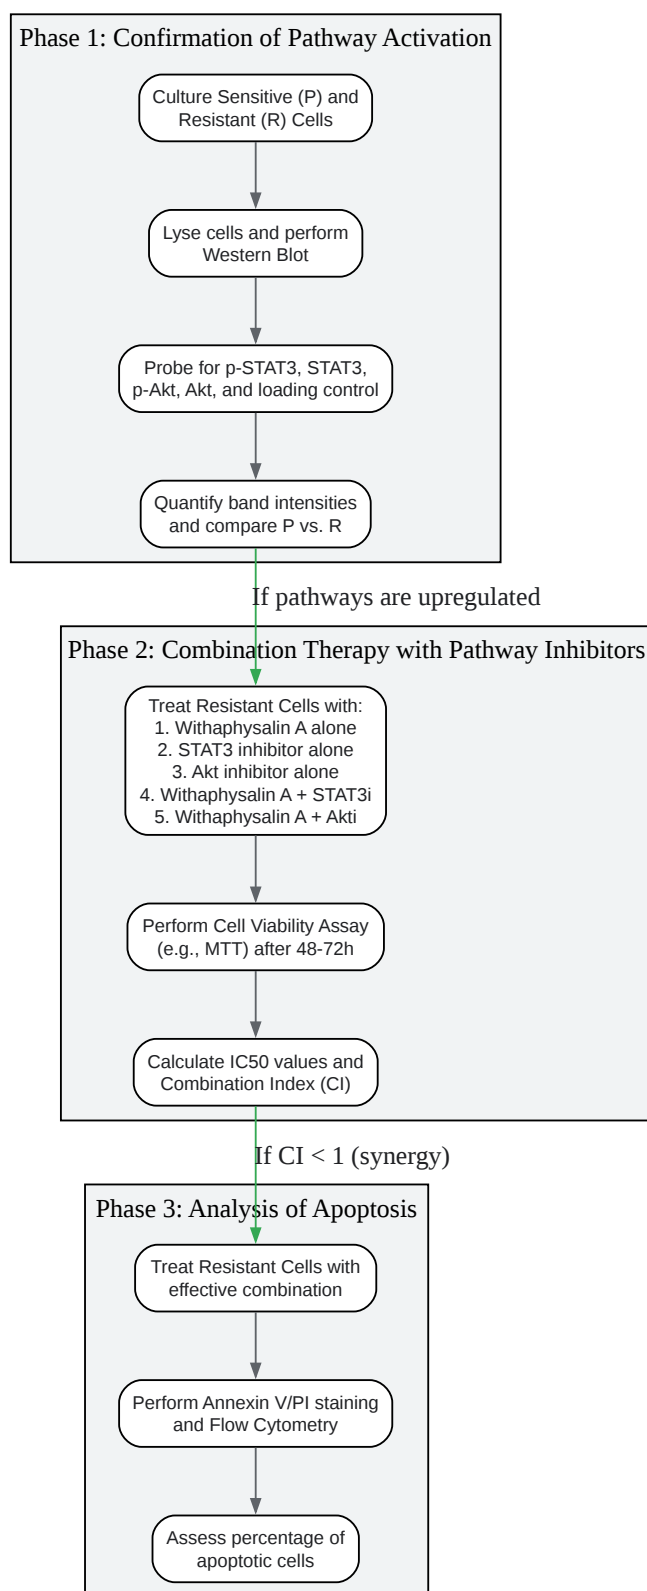 Phase 1: Confirmation of Pathway Activation
Culture Sensitive (P) and
Resistant (R) Cells
Lyse cells and perform
Western Blot
Probe for p-STAT3, STAT3,
p-Akt, Akt, and loading control
Quantify band intensities
and compare P vs. R
If pathways are upregulated
Phase 2: Combination Therapy with Pathway Inhibitors
Treat Resistant Cells with:
1. Withaphysalin A alone
2. STAT3 inhibitor alone
3. Akt inhibitor alone
4. Withaphysalin A + STAT3i
5. Withaphysalin A + Akti
Perform Cell Viability Assay
(e.g., MTT) after 48-72h
Calculate IC50 values and
Combination Index (CI)
If CI < 1 (synergy)
Phase 3: Analysis of Apoptosis
Treat Resistant Cells with
effective combination
Perform Annexin V/PI staining
and Flow Cytometry
Assess percentage of
apoptotic cells